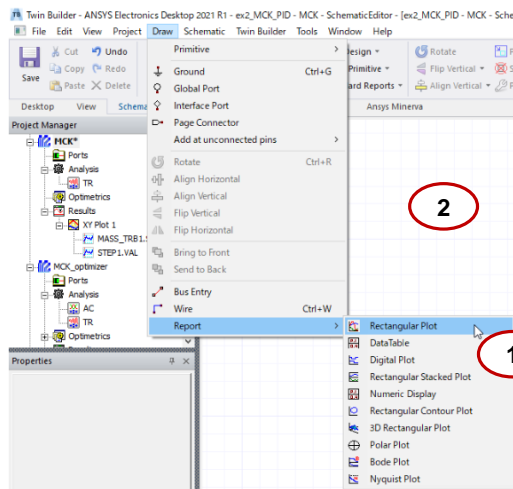 Twin Builder - ANSYS Electronics Desktop 2021 R1 - ex2_MCK_PID - MCK - SchematicEditor - [ex2_MCK_PID - MCK - Sche
File Edit View Project Draw Schematic Twin Builder Tools Window Help
Save
Cut Undo
Copy Redo
Paste Delete
Rotate
Flip Vertical
Align Vertical
Desktop View Schema
Ansys Minerva
Primitive
Ground Ctrl+G
Global Port
Interface Port
Page Connector
Add at unconnected pins
Rotate Ctrl+R
Align Horizontal
Align Vertical
Flip Vertical
Flip Horizontal
Bring to Front
Send to Back
Bus Entry
Wire Ctrl+W
Report
Rectangular Plot
DataTable
Digital Plot
Rectangular Stacked Plot
Numeric Display
Rectangular Contour Plot
3D Rectangular Plot
Polar Plot
Bode Plot
Nyquist Plot
Project Manager
MCK*
Ports
Analysis
TR
Optimetrics
Results
XY Plot 1
MASS_TRB1.
STEP1.VAL
MCK_optimizer
Ports
Analysis
AC
TR
Optimetrics
Properties
2
1